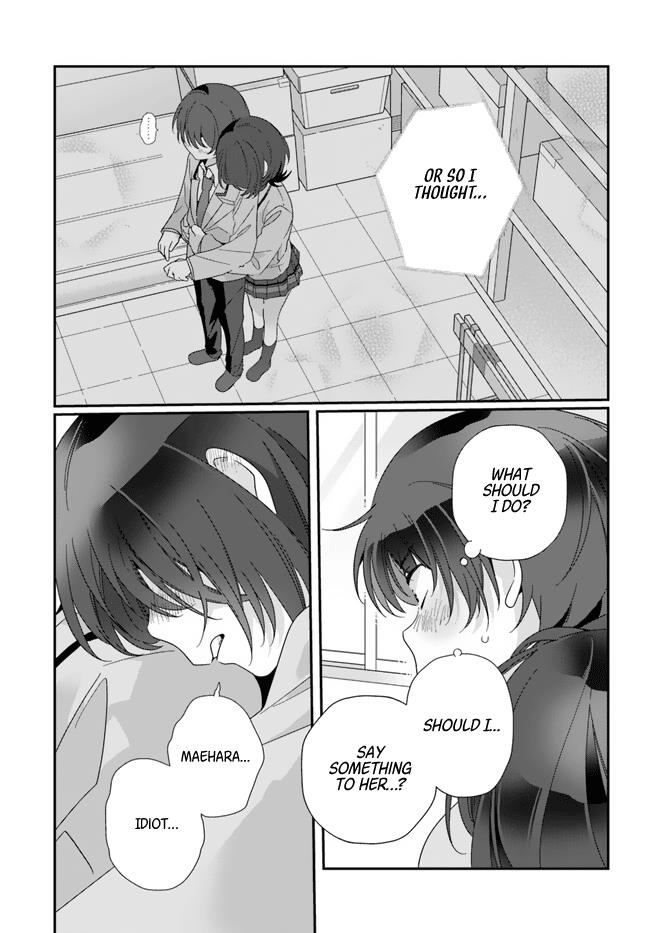 OR SO I
THOUGHT...
WHAT
SHOULD
I DO?
SHOULD I...
SAY
SOMETHING
TO HER...?
MAEHARA...
IDIOT...